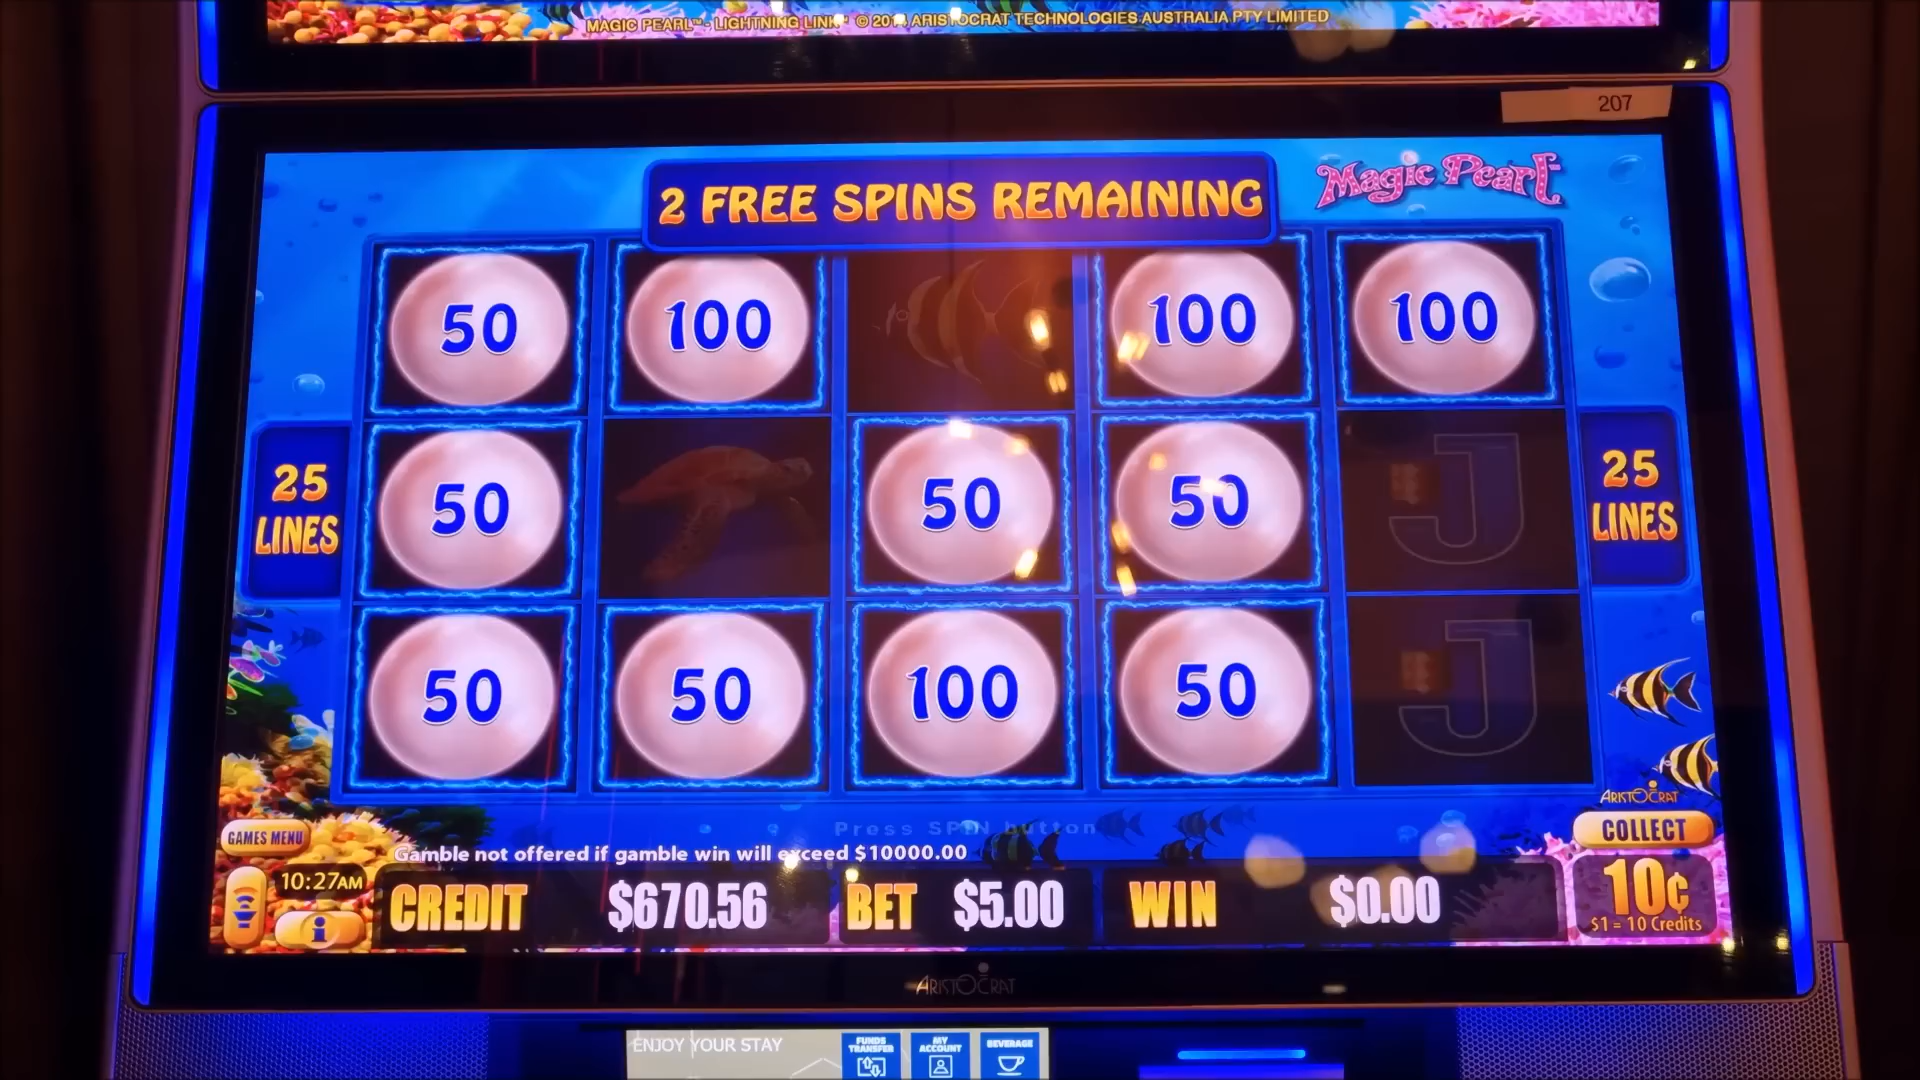 MAGIC PEARL™ - LIGHTNING LINK™ © ARISTOCRAT TECHNOLOGIES AUSTRALIA PTY LIMITED
207
2 FREE SPINS REMAINING
Magic Pearl
50 100 100 100
50 50 50 J
50 50 100 50 J
25
LINES
25
LINES
ARISTOCRAT
Press SPIN button
COLLECT
GAMES MENU
Gamble not offered if gamble win will exceed $10000.00
10:27AM
CREDIT $670.56 BET $5.00 WIN $0.00
10¢
$1 = 10 Credits
i
ARISTOCRAT
ENJOY YOUR STAY
FUNDS
TRANSFER
MY
ACCOUNT
BEVERAGE